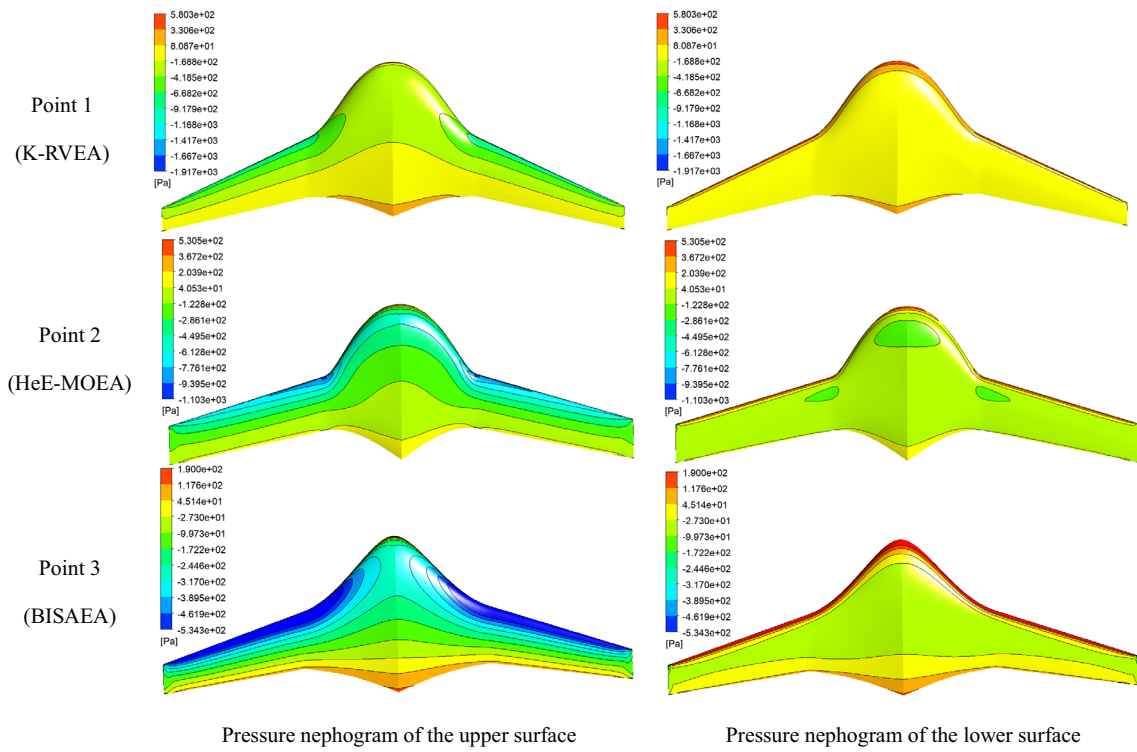 5.803e+02
3.306e+02
8.087e+01
-1.688e+02
-4.185e+02
-6.682e+02
-9.179e+02
-1.168e+03
-1.417e+03
-1.667e+03
-1.917e+03
[Pa]
5.803e+02
3.306e+02
8.087e+01
-1.688e+02
-4.185e+02
-6.682e+02
-9.179e+02
-1.168e+03
-1.417e+03
-1.667e+03
-1.917e+03
[Pa]
Point 1
(K-RVEA)
5.305e+02
3.672e+02
2.039e+02
4.053e+01
-1.228e+02
-2.861e+02
-4.495e+02
-6.128e+02
-7.761e+02
-9.395e+02
-1.103e+03
[Pa]
5.305e+02
3.672e+02
2.039e+02
4.053e+01
-1.228e+02
-2.861e+02
-4.495e+02
-6.128e+02
-7.761e+02
-9.395e+02
-1.103e+03
[Pa]
Point 2
(HeE-MOEA)
1.900e+02
1.176e+02
4.514e+01
-2.730e+01
-9.973e+01
-1.722e+02
-2.446e+02
-3.170e+02
-3.895e+02
-4.619e+02
-5.343e+02
[Pa]
1.900e+02
1.176e+02
4.514e+01
-2.730e+01
-9.973e+01
-1.722e+02
-2.446e+02
-3.170e+02
-3.895e+02
-4.619e+02
-5.343e+02
[Pa]
Point 3
(BISAEA)
Pressure nephogram of the upper surface
Pressure nephogram of the lower surface